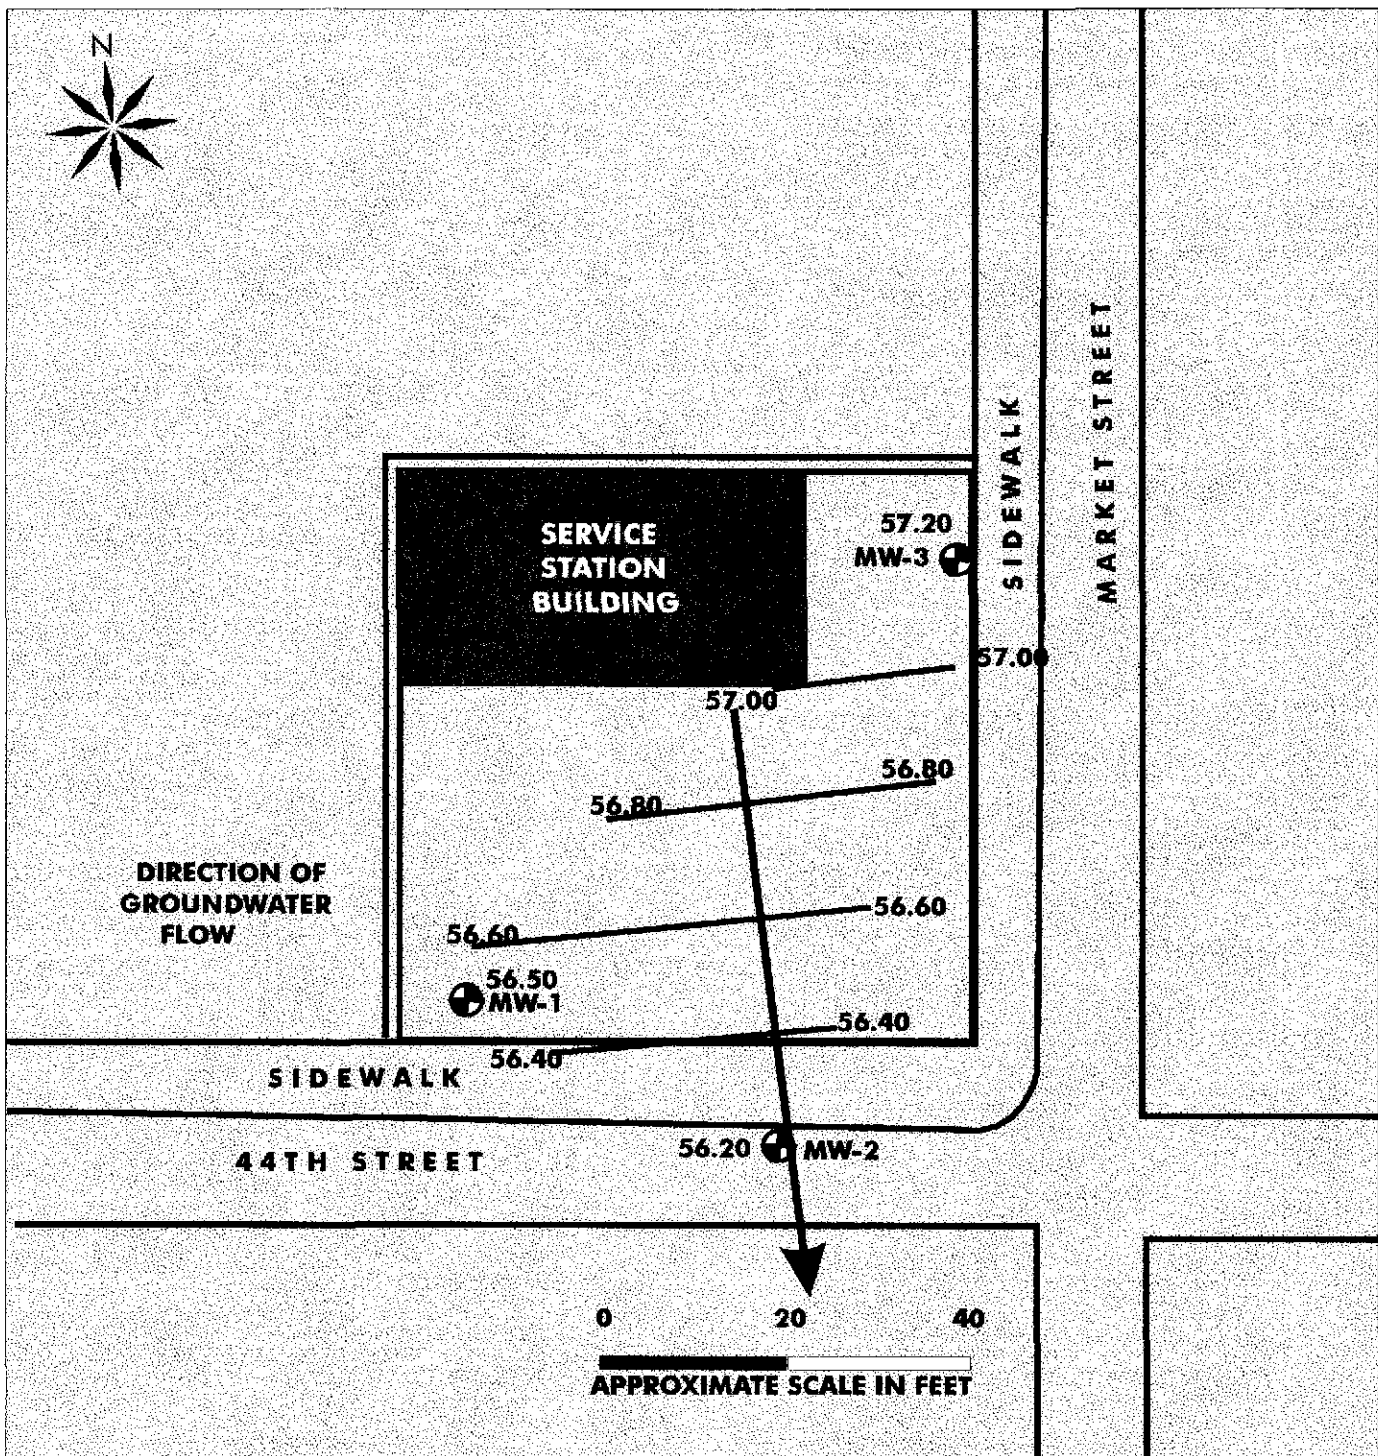 N
SIDEWALK
MARKET STREET
SERVICE
STATION
BUILDING
57.20
MW-3
57.00
57.00
56.80
56.80
DIRECTION OF
GROUNDWATER
FLOW
56.60
56.60
56.50
MW-1
56.40
56.40
SIDEWALK
56.20 MW-2
44TH STREET
0 20 40
APPROXIMATE SCALE IN FEET